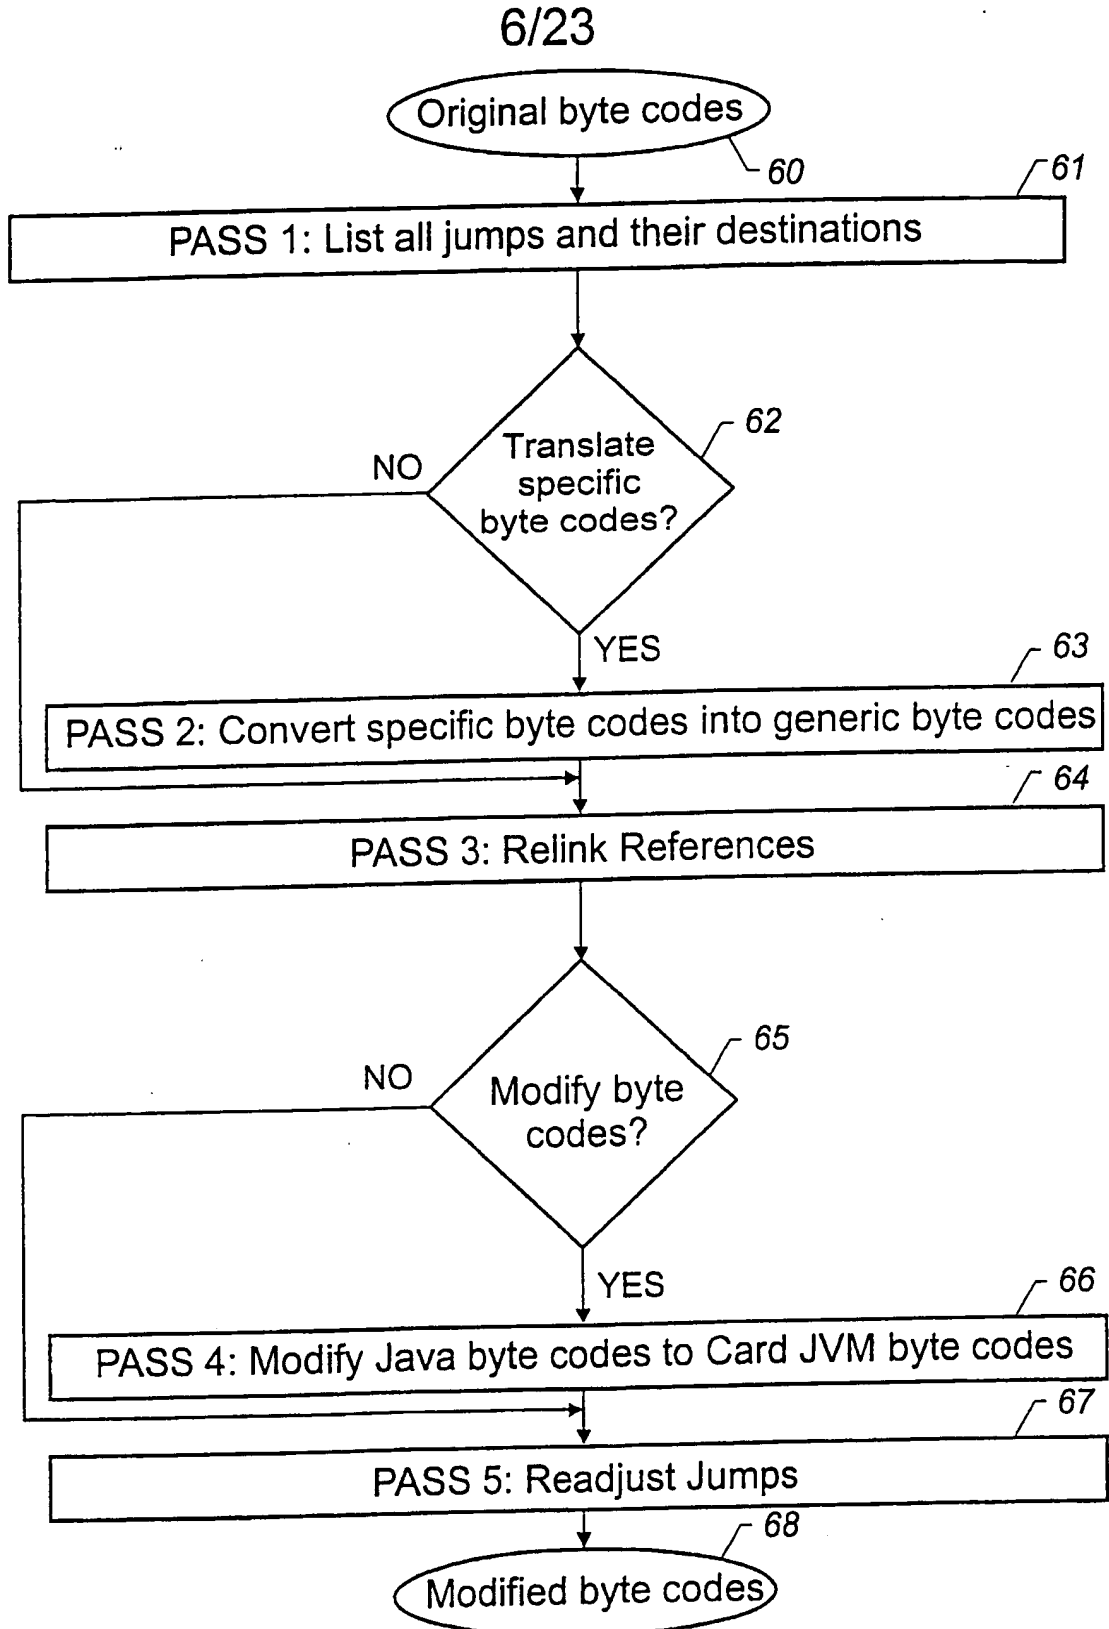 6/23
Original byte codes
60
61
PASS 1: List all jumps and their destinations
62
Translate
specific
byte codes?
NO
YES
63
PASS 2: Convert specific byte codes into generic byte codes
64
PASS 3: Relink References
65
NO
Modify byte
codes?
YES
66
PASS 4: Modify Java byte codes to Card JVM byte codes
67
PASS 5: Readjust Jumps
68
Modified byte codes